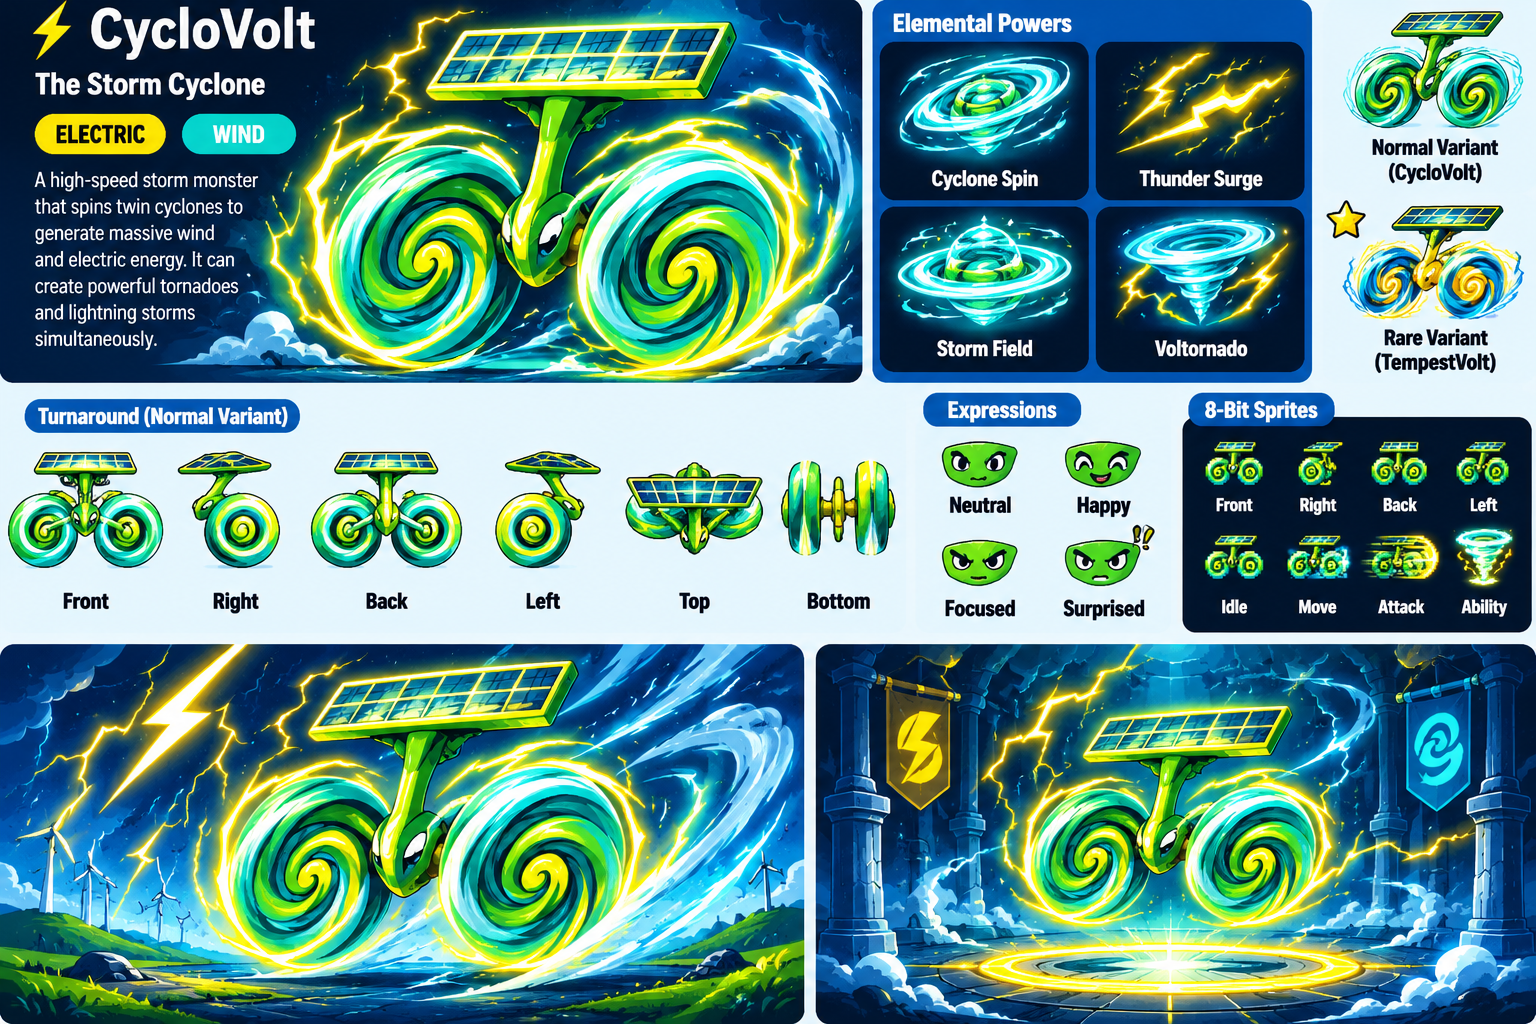 CycloVolt
The Storm Cyclone
ELECTRIC
WIND
A high-speed storm monster
that spins twin cyclones to
generate massive wind
and electric energy. It can
create powerful tornadoes
and lightning storms
simultaneously.
Elemental Powers
Cyclone Spin
Thunder Surge
Storm Field
Voltornado
Normal Variant
(CycloVolt)
Rare Variant
(TempestVolt)
Turnaround (Normal Variant)
Front
Right
Back
Left
Top
Bottom
Expressions
Neutral
Happy
!!
Focused
Surprised
8-Bit Sprites
Front
Right
Back
Left
Idle
Move
Attack
Ability